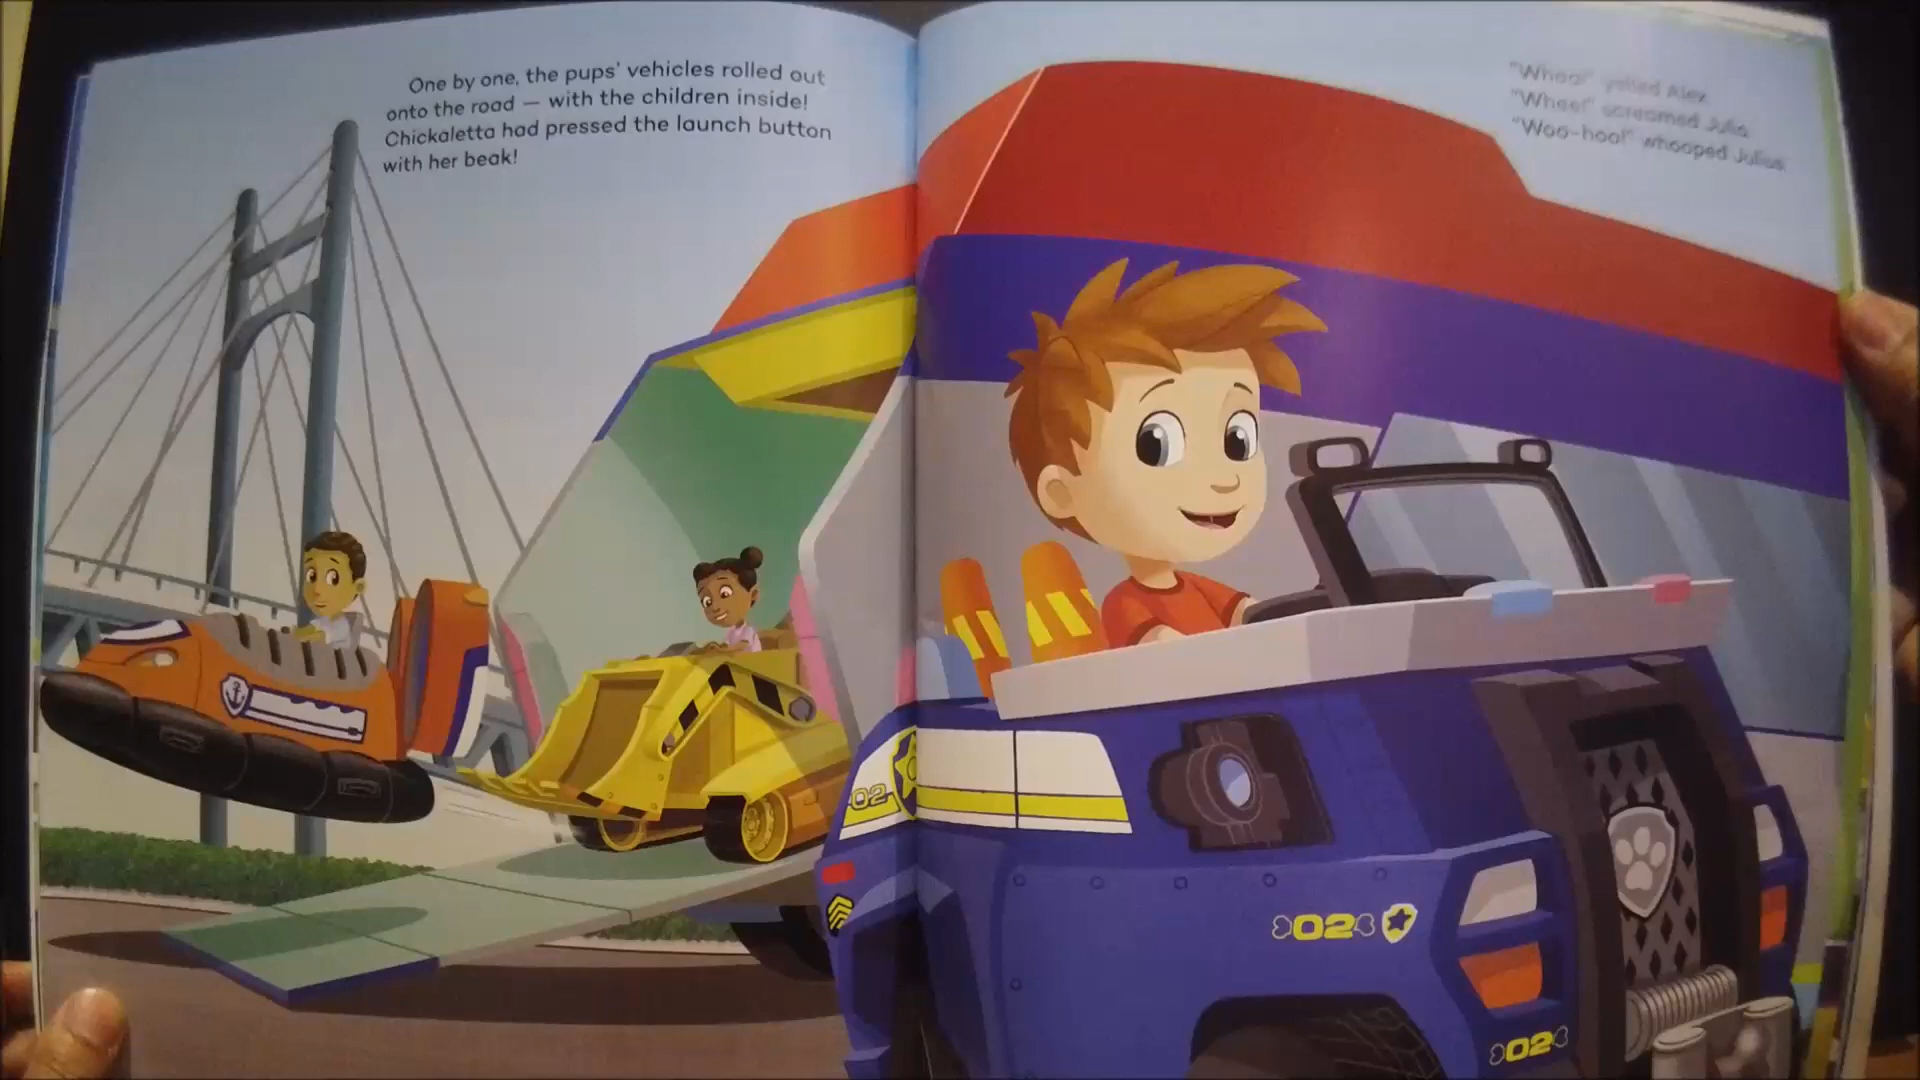 One by one, the pups' vehicles rolled out
onto the road — with the children inside!
Chickaletta had pressed the launch button
with her beak!
"Whoa!" yelled Alex.
"Whee!" screamed Julia.
"Woo-hoo!" whooped Julius.
02
02
02